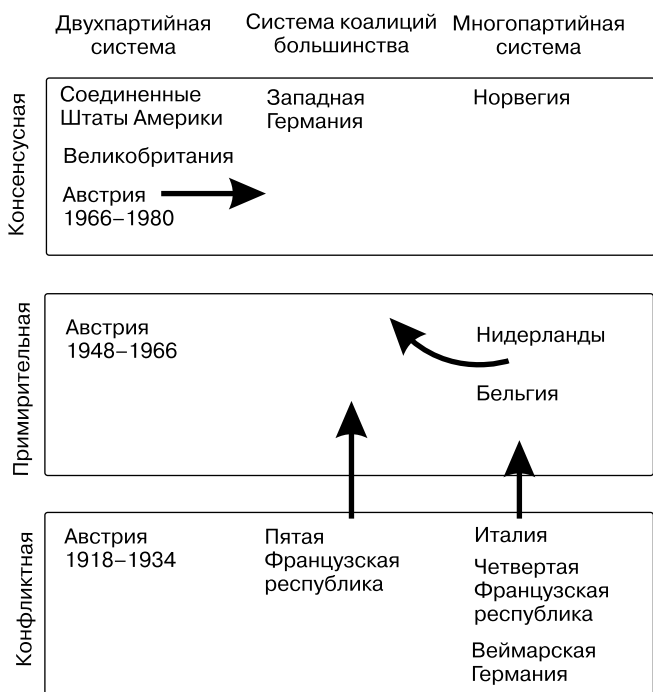 Двухпартийная
система
Система коалиций
большинства
Многопартийная
система
Консенсусная
Соединенные
Штаты Америки
Великобритания
Австрия
1966–1980
Западная
Германия
Норвегия
Примирительная
Австрия
1948–1966
Нидерланды
Бельгия
Конфликтная
Австрия
1918–1934
Пятая
Французская
республика
Италия
Четвертая
Французская
республика
Веймарская
Германия